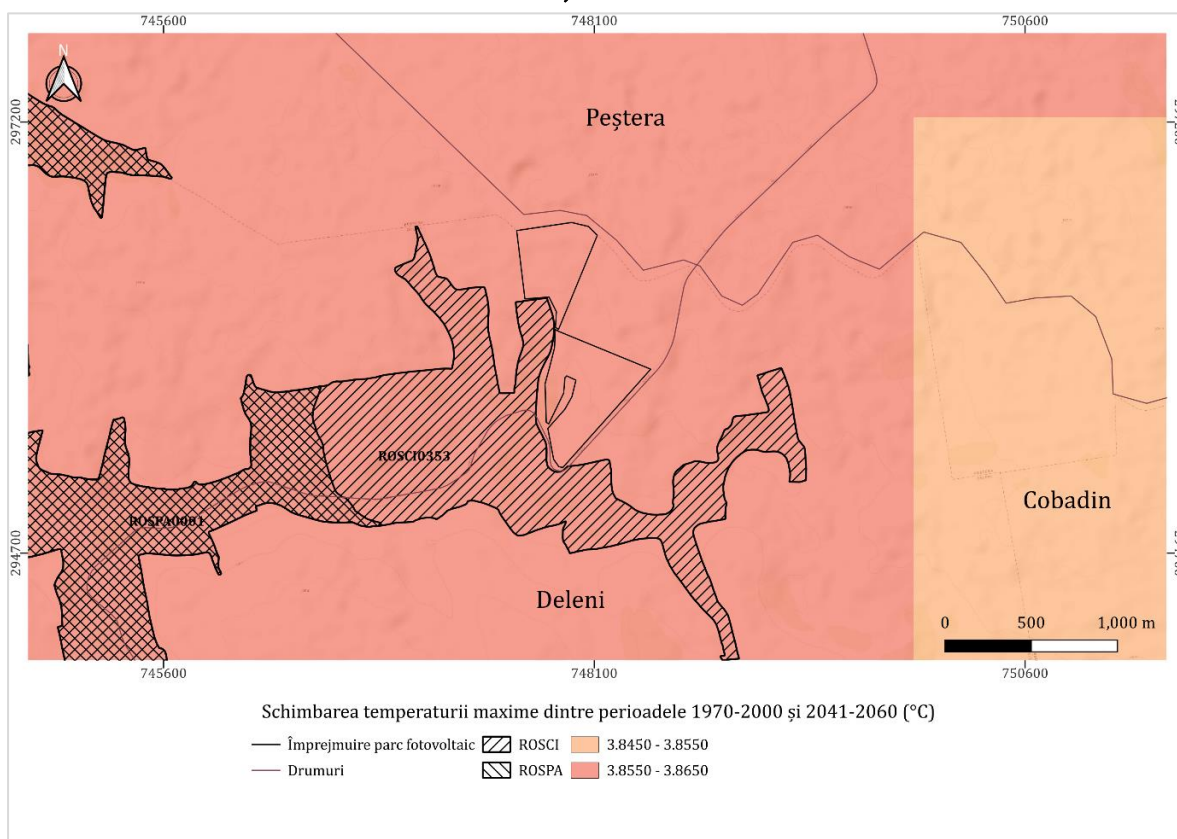 745600 748100 750600
N
297200
Peștera
ROSCI0353
ROSPA0001
Cobadin
294700
Deleni
0 500 1,000 m
745600 748100 750600
Schimbarea temperaturii maxime dintre perioadele 1970-2000 și 2041-2060 (°C)
Împrejmuire parc fotovoltaic ROSCI 3.8450 - 3.8550
Drumuri ROSPA 3.8550 - 3.8650